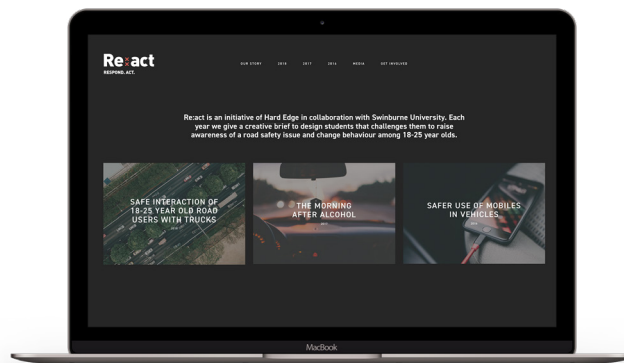 Re:act
RESPOND. ACT.
OUR STORY 2018 2017 2016 MEDIA GET INVOLVED
Re:act is an initiative of Hard Edge in collaboration with Swinburne University. Each
year we give a creative brief to design students that challenges them to raise
awareness of a road safety issue and change behaviour among 18-25 year olds.
SAFE INTERACTION OF
18-25 YEAR OLD ROAD
USERS WITH TRUCKS
THE MORNING
AFTER ALCOHOL
SAFER USE OF MOBILES
IN VEHICLES
MacBook